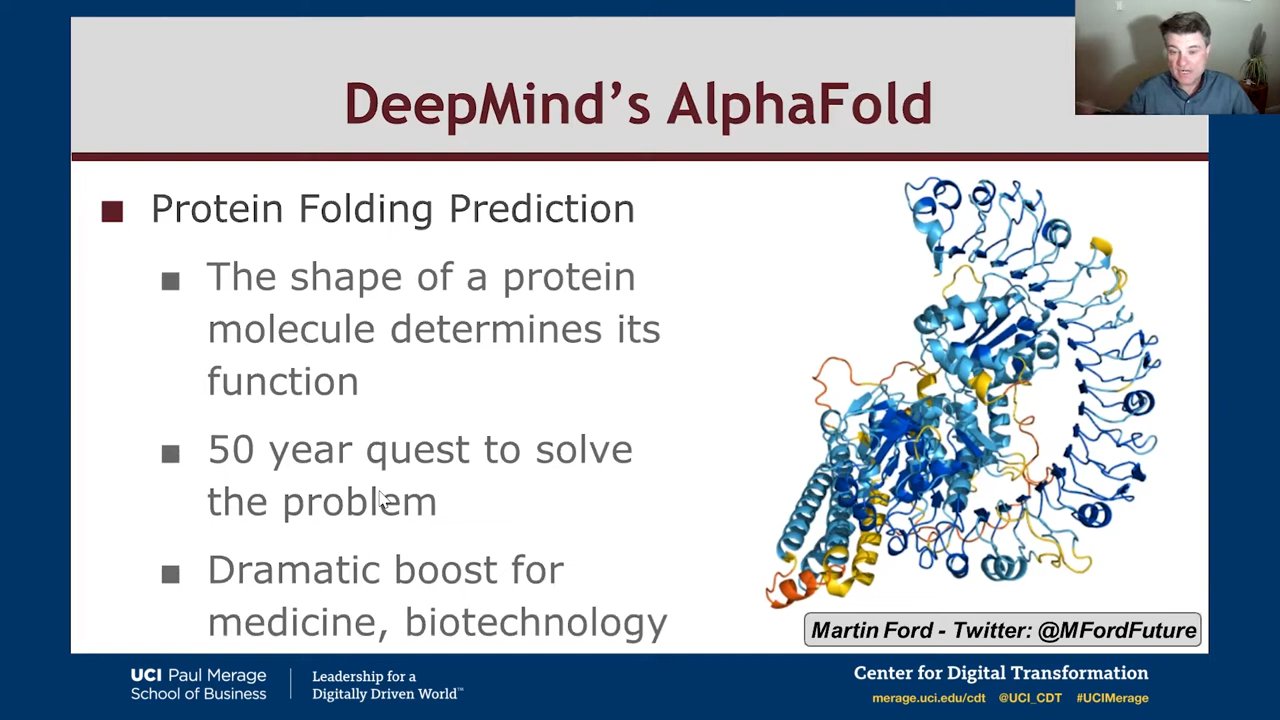 DeepMind's AlphaFold
Protein Folding Prediction
The shape of a protein
molecule determines its
function
50 year quest to solve
the problem
Dramatic boost for
medicine, biotechnology
Martin Ford - Twitter: @MFordFuture
UCI Paul Merage
School of Business
Leadership for a
Digitally Driven World™
Center for Digital Transformation
merage.uci.edu/cdt @UCI_CDT #UCIMerage